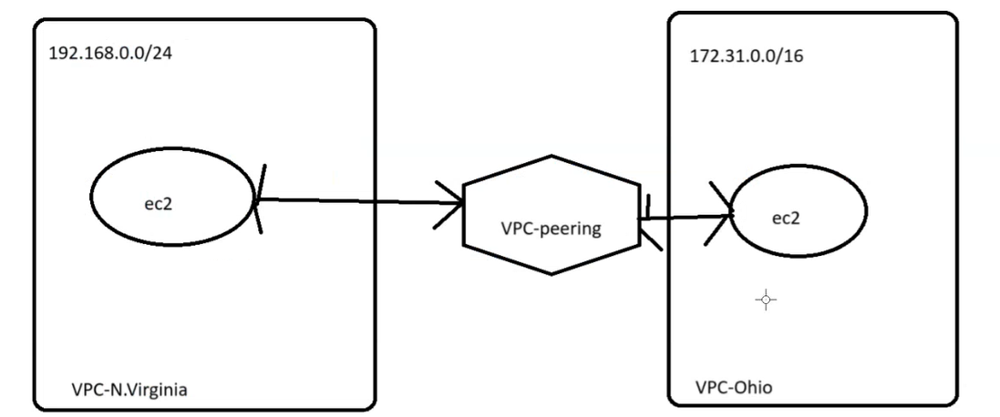 192.168.0.0/24
ec2
VPC-N.Virginia
VPC-peering
172.31.0.0/16
ec2
VPC-Ohio